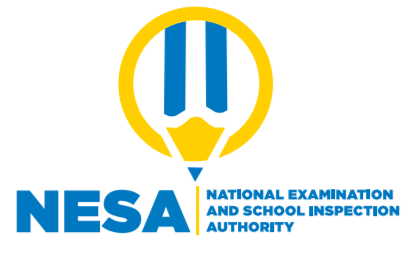 NESA
NATIONAL EXAMINATION
AND SCHOOL INSPECTION
AUTHORITY